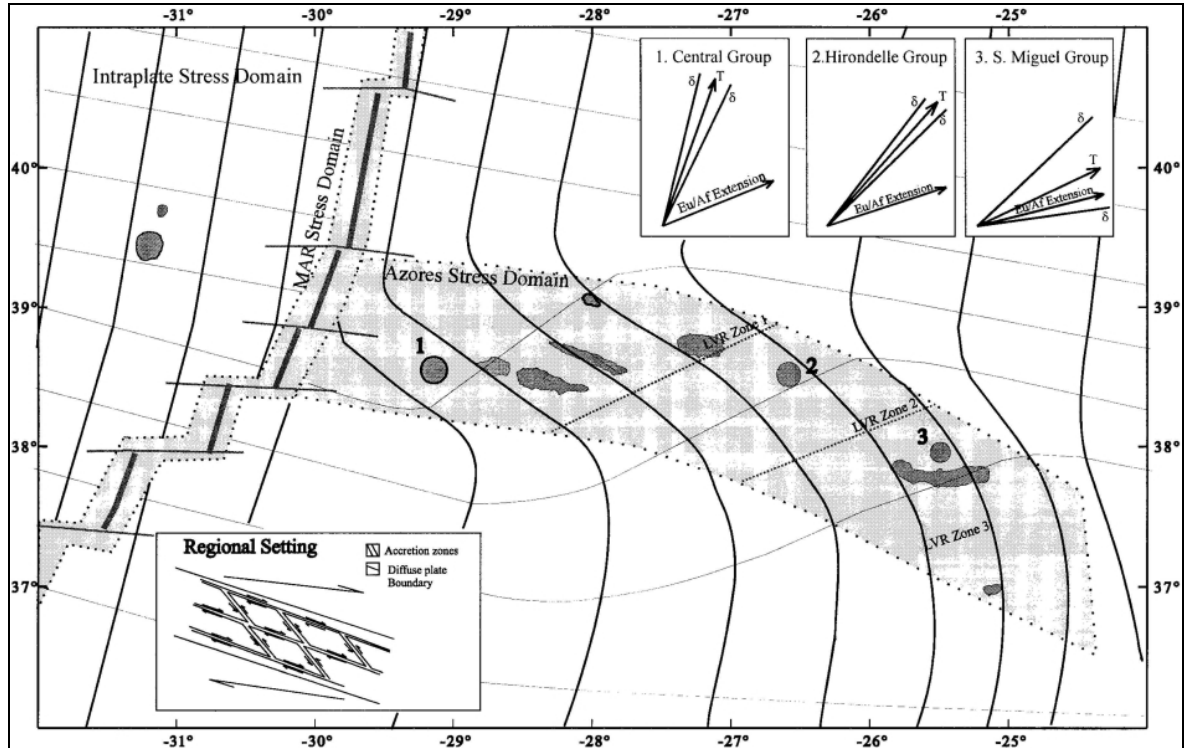 -31° -30° -29° -28° -27° -26° -25°
Intraplate Stress Domain
MAR Stress Domain
Azores Stress Domain
1. Central Group
δ T δ
Eu/Af Extension
2.Hirondelle Group
δ T δ
Eu/Af Extension
3. S. Miguel Group
δ
T
Eu/Af Extension
δ
40° 40°
39° 39°
38° 38°
37° 37°
LVR Zone 1
LVR Zone 2
LVR Zone 3
1
2
3
Regional Setting
Accretion zones
Diffuse plate
Boundary
-31° -30° -29° -28° -27° -26° -25°